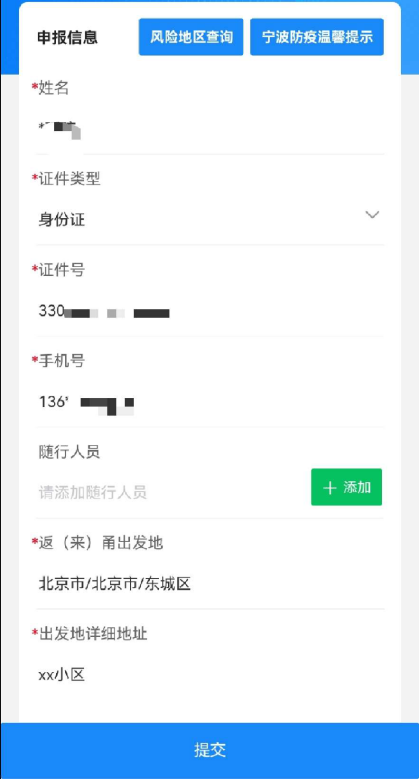 申报信息
风险地区查询
宁波防疫温馨提示
*姓名
*证件类型
身份证
*证件号
330
*手机号
136
随行人员
请添加随行人员
+ 添加
*返（来）甬出发地
北京市/北京市/东城区
*出发地详细地址
xx小区
提交